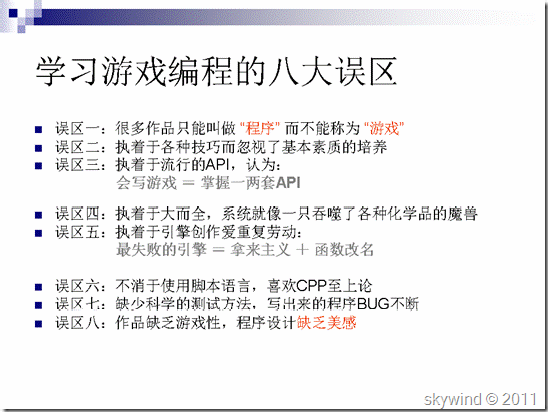 学习游戏编程的八大误区
误区一：很多作品只能叫做 “程序” 而不能称为 “游戏”
误区二：执着于各种技巧而忽视了基本素质的培养
误区三：执着于流行的API，认为：
会写游戏 ＝ 掌握一两套API
误区四：执着于大而全，系统就像一只吞噬了各种化学品的魔兽
误区五：执着于引擎创作爱重复劳动：
最失败的引擎 ＝ 拿来主义 ＋ 函数改名
误区六：不消于使用脚本语言，喜欢CPP至上论
误区七：缺少科学的测试方法，写出来的程序BUG不断
误区八：作品缺乏游戏性，程序设计缺乏美感
skywind © 2011